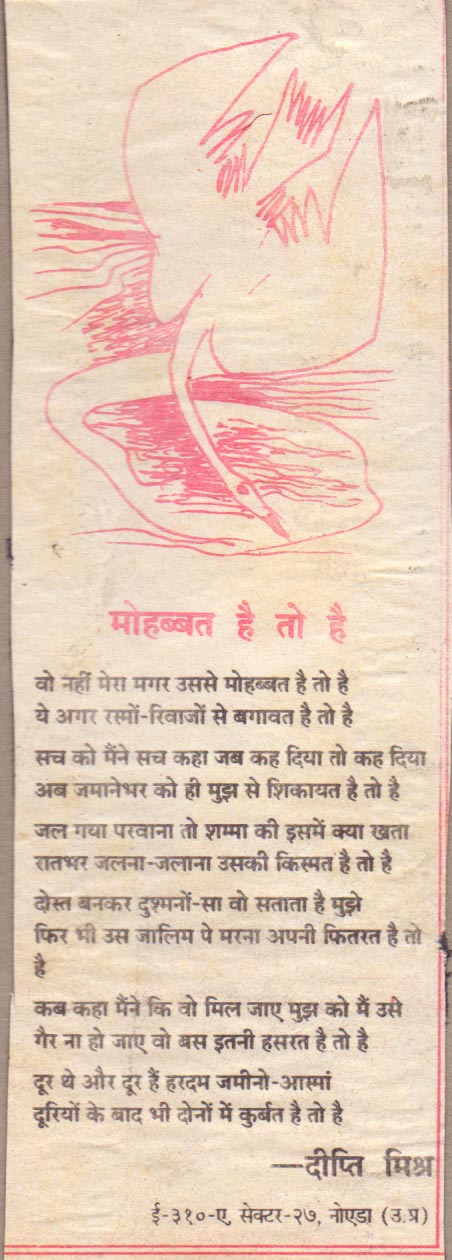 मोहब्बत है तो है
वो नहीं मेरा मगर उससे मोहब्बत है तो है
ये अगर रस्मों-रिवाजों से बगावत है तो है
सच को मैंने सच कहा जब कह दिया तो कह दिया
अब जमानेभर को ही मुझ से शिकायत है तो है
जल गया परवाना तो शम्मा की इसमें क्या खता
रातभर जलना-जलाना उसकी किस्मत है तो है
दोस्त बनकर दुश्मनों-सा वो सताता है मुझे
फिर भी उस जालिम पे मरना अपनी फितरत है तो
है
कब कहा मैंने कि वो मिल जाए मुझ को मैं उसे
गैर ना हो जाए वो बस इतनी हसरत है तो है
दूर थे और दूर हैं हरदम जमीनो-आस्मां
दूरियों के बाद भी दोनों में कुर्बत है तो है
—दीप्ति मिश्र
ई-३१०-ए, सेक्टर-२७, नोएडा (उ.प्र)